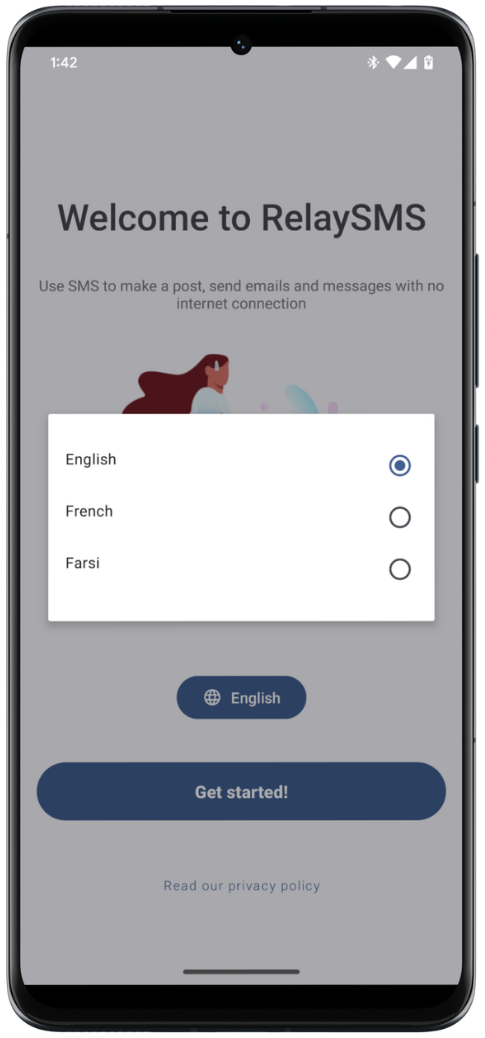 1:42
Welcome to RelaySMS
Use SMS to make a post, send emails and messages with no
internet connection
English
French
Farsi
English
Get started!
Read our privacy policy